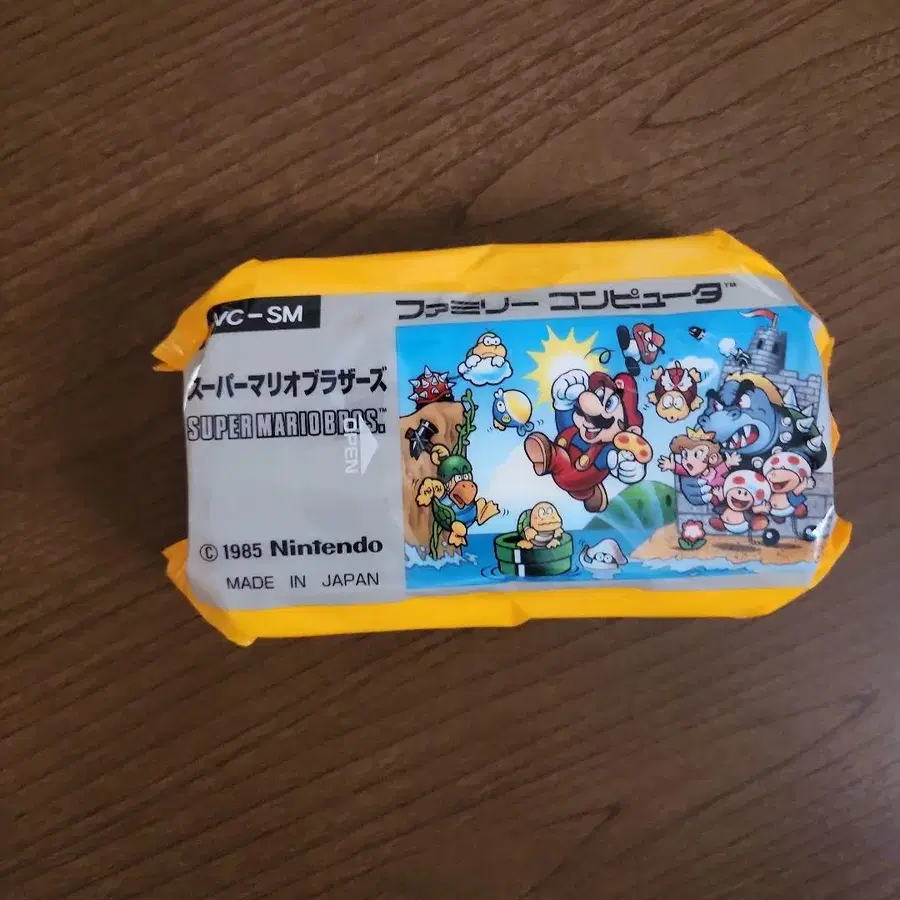 VC-SM
ファミリー コンピュータ™
スーパーマリオブラザーズ
SUPER MARIO BROS.™
OPEN
© 1985 Nintendo
MADE IN JAPAN